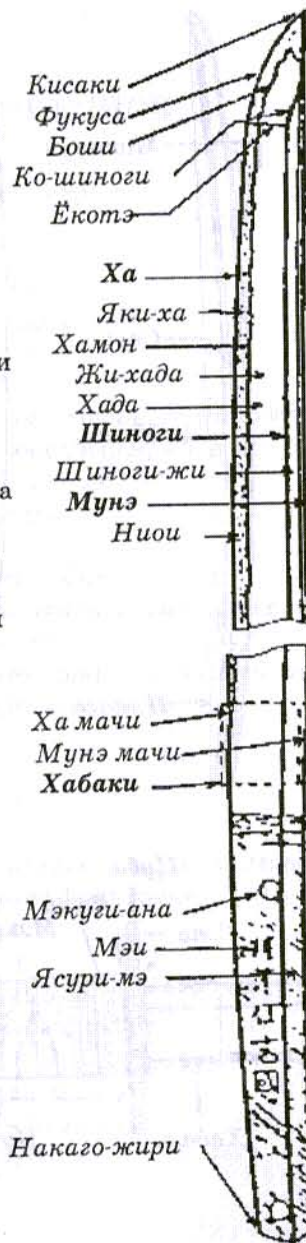 Кисаки
Фукуса
Боши
Ко-шиноги
Ёкотэ
Ха
Яки-ха
Хамон
и
Жи-хада
Хада
Шиноги
Шиноги-жи
а
Мунэ
Ниои
Ха мачи
Мунэ мачи
Хабаки
Мэкуги-ана
Мэи
Ясури-мэ
Накаго-жири